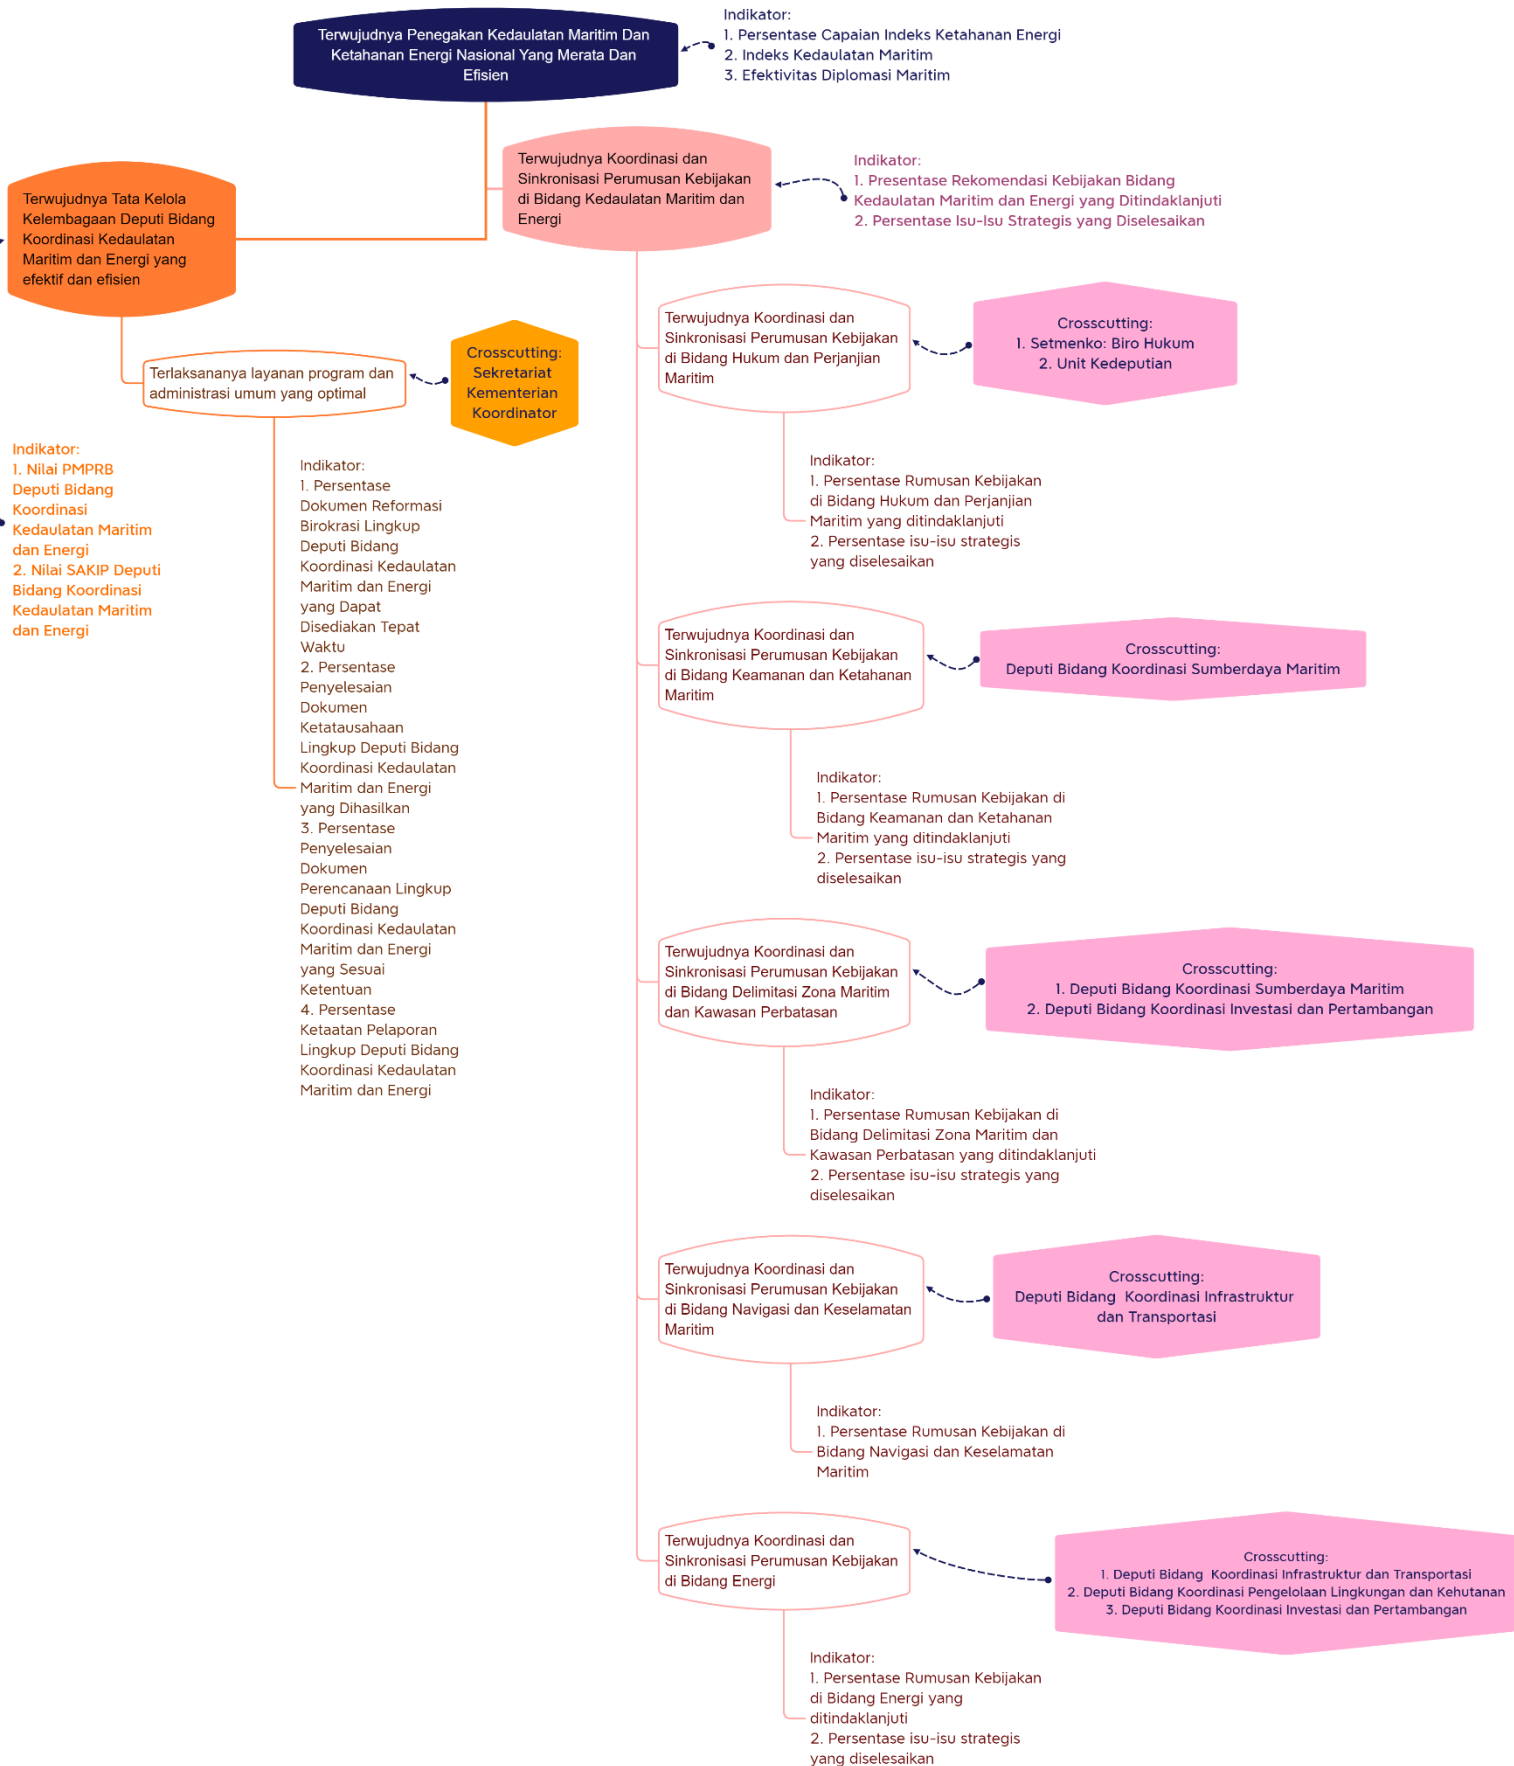 Terwujudnya Penegakan Kedaulatan Maritim Dan
Ketahanan Energi Nasional Yang Merata Dan
Efisien
Indikator:
1. Persentase Capaian Indeks Ketahanan Energi
2. Indeks Kedaulatan Maritim
3. Efektivitas Diplomasi Maritim
Terwujudnya Tata Kelola
Kelembagaan Deputi Bidang
Koordinasi Kedaulatan
Maritim dan Energi yang
efektif dan efisien
Terwujudnya Koordinasi dan
Sinkronisasi Perumusan Kebijakan
di Bidang Kedaulatan Maritim dan
Energi
Indikator:
1. Presentase Rekomendasi Kebijakan Bidang
Kedaulatan Maritim dan Energi yang Ditindaklanjuti
2. Persentase Isu-Isu Strategis yang Diselesaikan
Terlaksananya layanan program dan
administrasi umum yang optimal
Crosscutting:
Sekretariat
Kementerian
Koordinator
Indikator:
1. Nilai PMPRB
Deputi Bidang
Koordinasi
Kedaulatan Maritim
dan Energi
2. Nilai SAKIP Deputi
Bidang Koordinasi
Kedaulatan Maritim
dan Energi
Indikator:
1. Persentase
Dokumen Reformasi
Birokrasi Lingkup
Deputi Bidang
Koordinasi Kedaulatan
Maritim dan Energi
yang Dapat
Disediakan Tepat
Waktu
2. Persentase
Penyelesaian
Dokumen
Ketatausahaan
Lingkup Deputi Bidang
Koordinasi Kedaulatan
Maritim dan Energi
yang Dihasilkan
3. Persentase
Penyelesaian
Dokumen
Perencanaan Lingkup
Deputi Bidang
Koordinasi Kedaulatan
Maritim dan Energi
yang Sesuai
Ketentuan
4. Persentase
Ketaatan Pelaporan
Lingkup Deputi Bidang
Koordinasi Kedaulatan
Maritim dan Energi
Terwujudnya Koordinasi dan
Sinkronisasi Perumusan Kebijakan
di Bidang Hukum dan Perjanjian
Maritim
Crosscutting:
1. Setmenko: Biro Hukum
2. Unit Kedeputian
Indikator:
1. Persentase Rumusan Kebijakan
di Bidang Hukum dan Perjanjian
Maritim yang ditindaklanjuti
2. Persentase isu-isu strategis
yang diselesaikan
Terwujudnya Koordinasi dan
Sinkronisasi Perumusan Kebijakan
di Bidang Keamanan dan Ketahanan
Maritim
Crosscutting:
Deputi Bidang Koordinasi Sumberdaya Maritim
Indikator:
1. Persentase Rumusan Kebijakan di
Bidang Keamanan dan Ketahanan
Maritim yang ditindaklanjuti
2. Persentase isu-isu strategis yang
diselesaikan
Terwujudnya Koordinasi dan
Sinkronisasi Perumusan Kebijakan
di Bidang Delimitasi Zona Maritim
dan Kawasan Perbatasan
Crosscutting:
1. Deputi Bidang Koordinasi Sumberdaya Maritim
2. Deputi Bidang Koordinasi Investasi dan Pertambangan
Indikator:
1. Persentase Rumusan Kebijakan di
Bidang Delimitasi Zona Maritim dan
Kawasan Perbatasan yang ditindaklanjuti
2. Persentase isu-isu strategis yang
diselesaikan
Terwujudnya Koordinasi dan
Sinkronisasi Perumusan Kebijakan
di Bidang Navigasi dan Keselamatan
Maritim
Crosscutting:
Deputi Bidang  Koordinasi Infrastruktur
dan Transportasi
Indikator:
1. Persentase Rumusan Kebijakan di
Bidang Navigasi dan Keselamatan
Maritim
Terwujudnya Koordinasi dan
Sinkronisasi Perumusan Kebijakan
di Bidang Energi
Crosscutting:
1. Deputi Bidang  Koordinasi Infrastruktur dan Transportasi
2. Deputi Bidang Koordinasi Pengelolaan Lingkungan dan Kehutanan
3. Deputi Bidang Koordinasi Investasi dan Pertambangan
Indikator:
1. Persentase Rumusan Kebijakan
di Bidang Energi yang
ditindaklanjuti
2. Persentase isu-isu strategis
yang diselesaikan